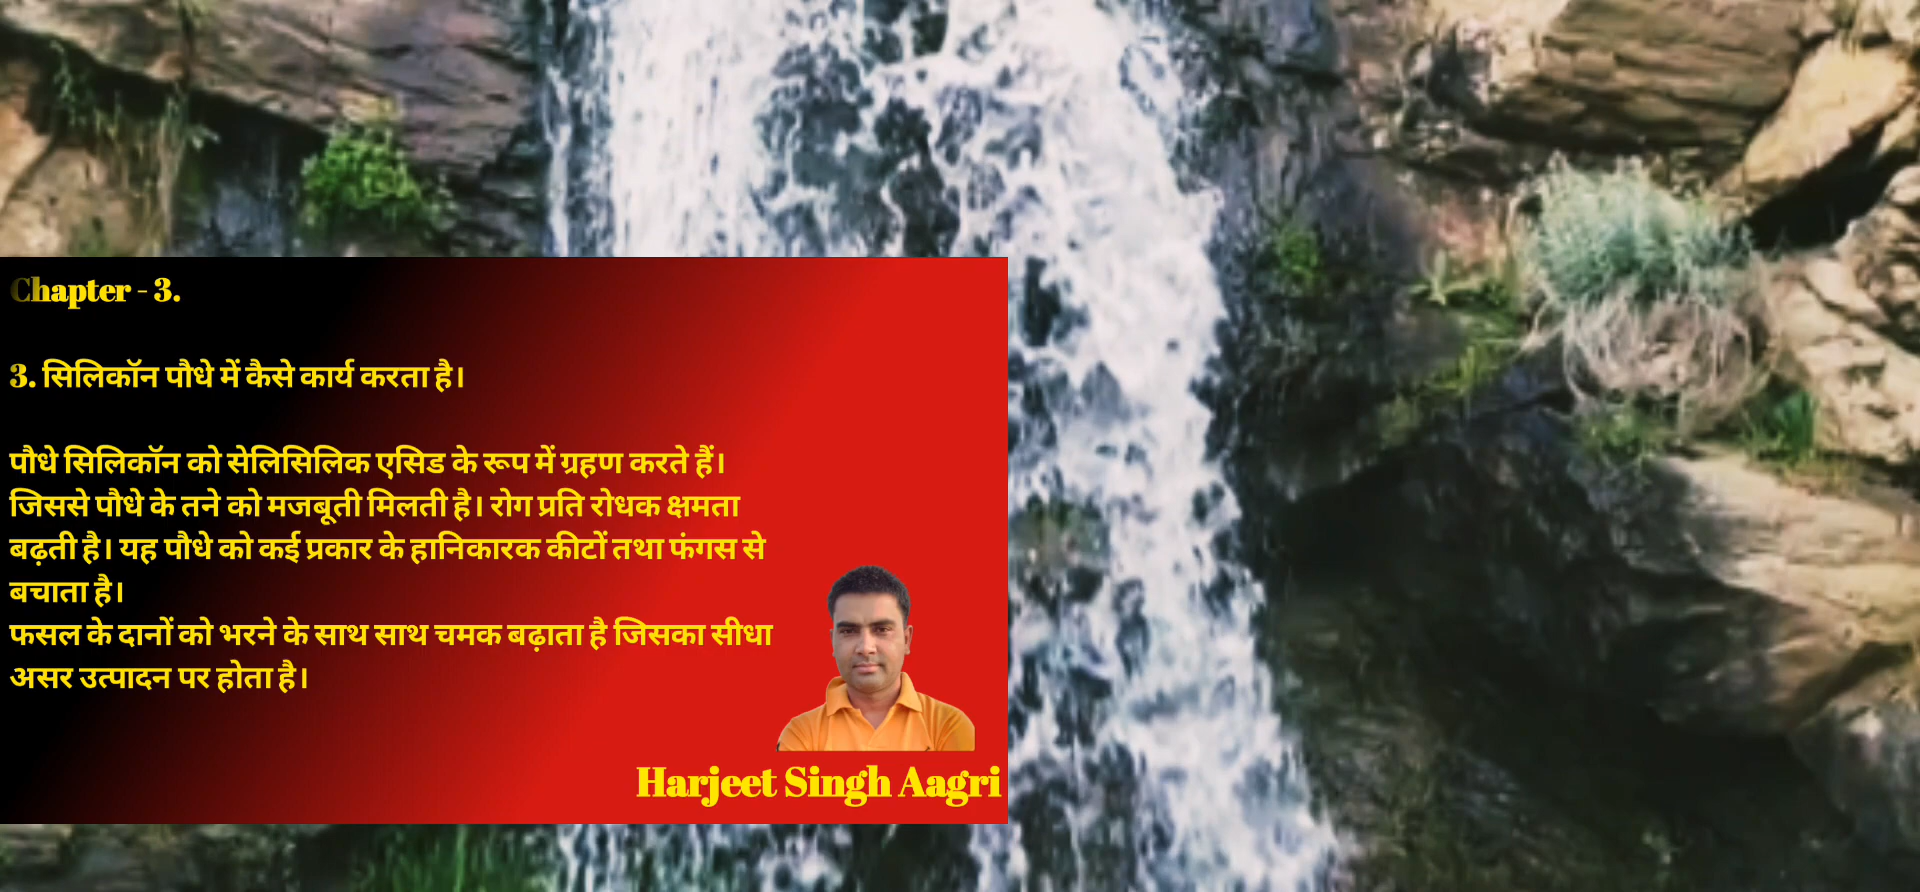 Chapter - 3.
3. सिलिकॉन पौधे में कैसे कार्य करता है।
पौधे सिलिकॉन को सेलिसिलिक एसिड के रूप में ग्रहण करते हैं।
जिससे पौधे के तने को मजबूती मिलती है। रोग प्रति रोधक क्षमता
बढ़ती है। यह पौधे को कई प्रकार के हानिकारक कीटों तथा फंगस से
बचाता है।
फसल के दानों को भरने के साथ साथ चमक बढ़ाता है जिसका सीधा
असर उत्पादन पर होता है।
Harjeet Singh Aagri